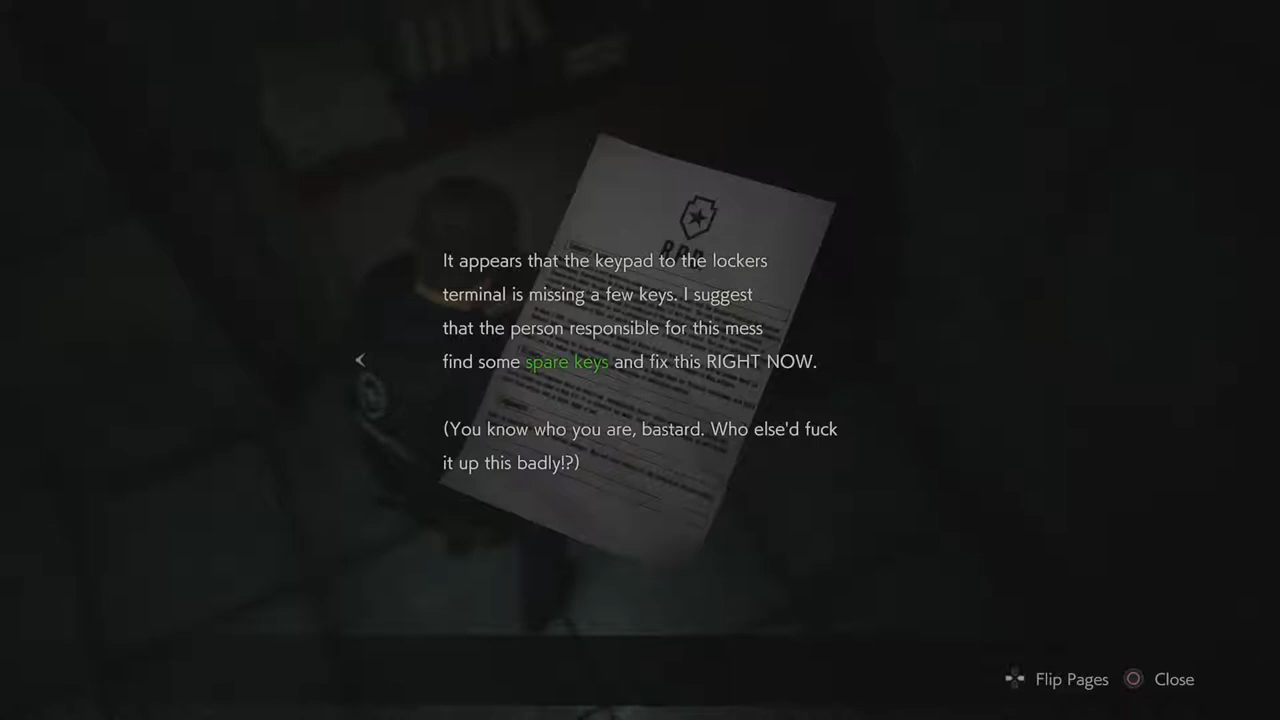 R.P.D.
It appears that the keypad to the lockers
terminal is missing a few keys. I suggest
that the person responsible for this mess
find some spare keys and fix this RIGHT NOW.
(You know who you are, bastard. Who else'd fuck
it up this badly!?)
Flip Pages Close